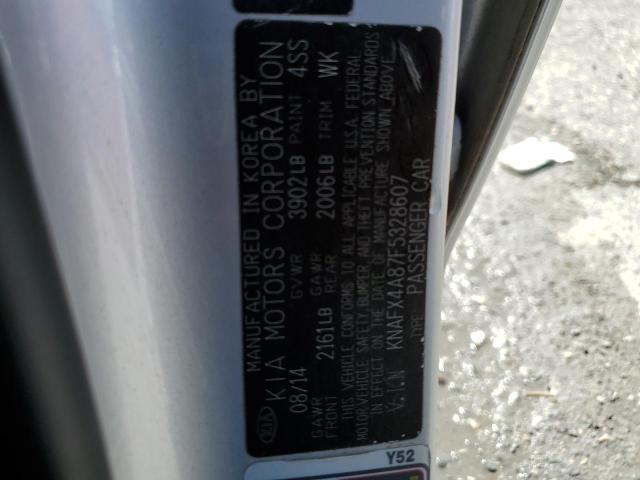 MANUFACTURED IN KOREA BY
KIA MOTORS CORPORATION
08/14 GVWR 3902LB PAINT 4SS
GAWR FRONT 2161LB GAWR REAR 2006LB TRIM WK
THIS VEHICLE CONFORMS TO ALL APPLICABLE U.S.A. FEDERAL
MOTOR VEHICLE SAFETY, BUMPER AND THEFT PREVENTION STANDARDS
IN EFFECT ON THE DATE OF MANUFACTURE SHOWN ABOVE.
V.I.N KNAFX4A87F5328607
TYPE: PASSENGER CAR
KIA
Y52